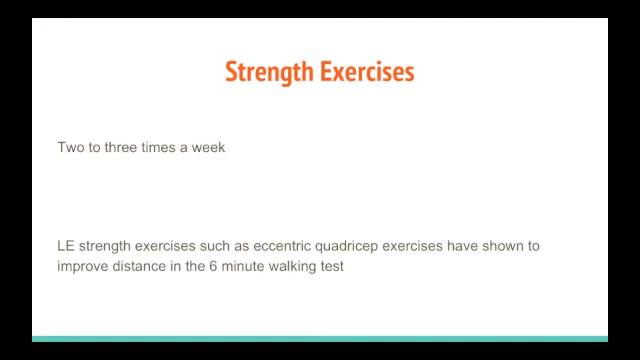 Strength Exercises
Two to three times a week
LE strength exercises such as eccentric quadricep exercises have shown to
improve distance in the 6 minute walking test